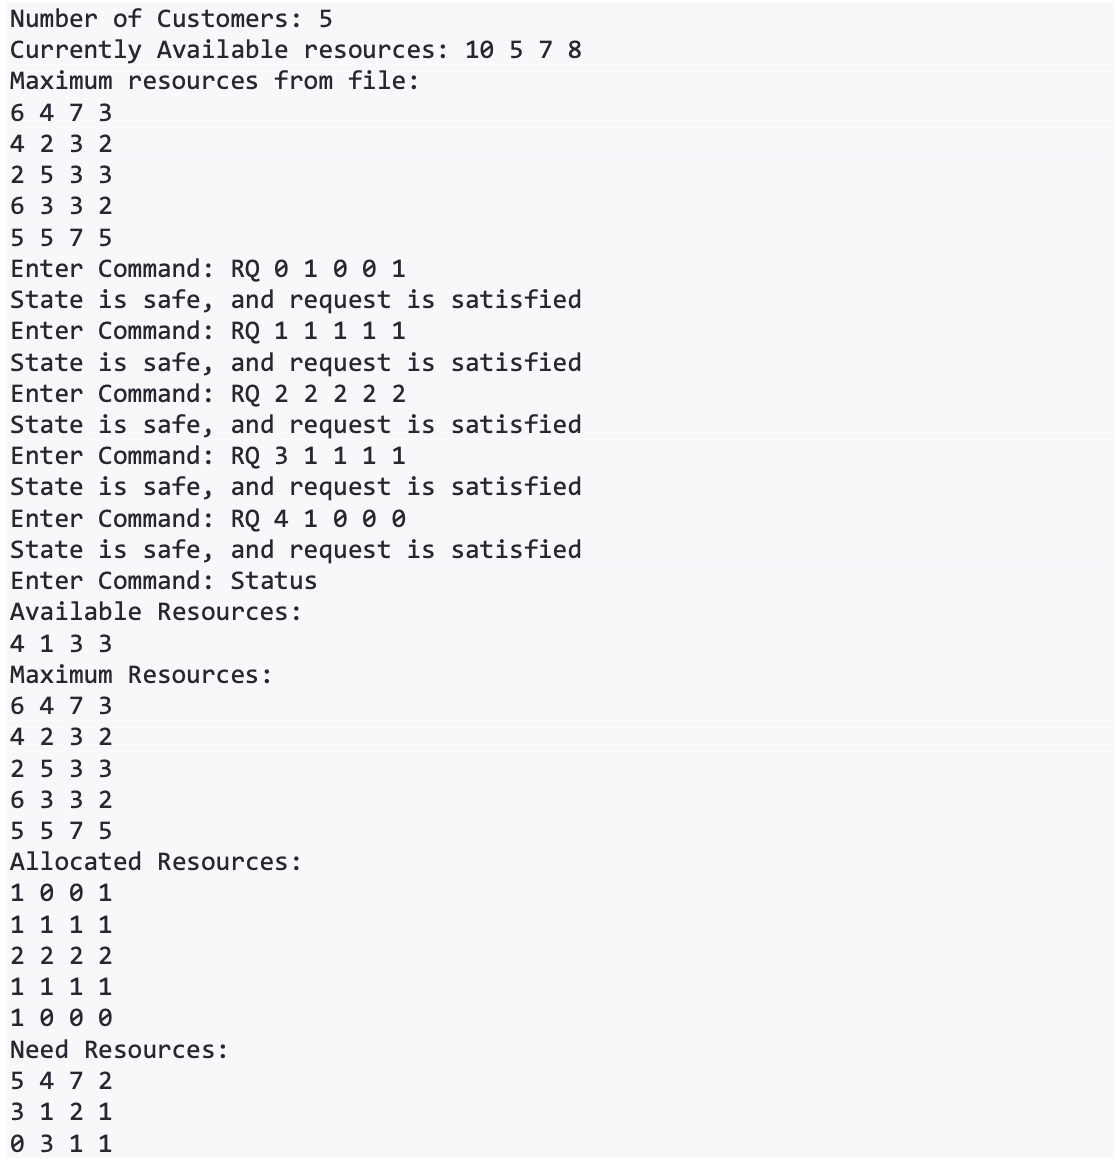 Number of Customers: 5
Currently Available resources: 10 5 7 8
Maximum resources from file:
6 4 7 3
4 2 3 2
2 5 3 3
6 3 3 2
5 5 7 5
Enter Command: RQ 0 1 0 0 1
State is safe, and request is satisfied
Enter Command: RQ 1 1 1 1 1
State is safe, and request is satisfied
Enter Command: RQ 2 2 2 2 2
State is safe, and request is satisfied
Enter Command: RQ 3 1 1 1 1
State is safe, and request is satisfied
Enter Command: RQ 4 1 0 0 0
State is safe, and request is satisfied
Enter Command: Status
Available Resources:
4 1 3 3
Maximum Resources:
6 4 7 3
4 2 3 2
2 5 3 3
6 3 3 2
5 5 7 5
Allocated Resources:
1 0 0 1
1 1 1 1
2 2 2 2
1 1 1 1
1 0 0 0
Need Resources:
5 4 7 2
3 1 2 1
0 3 1 1